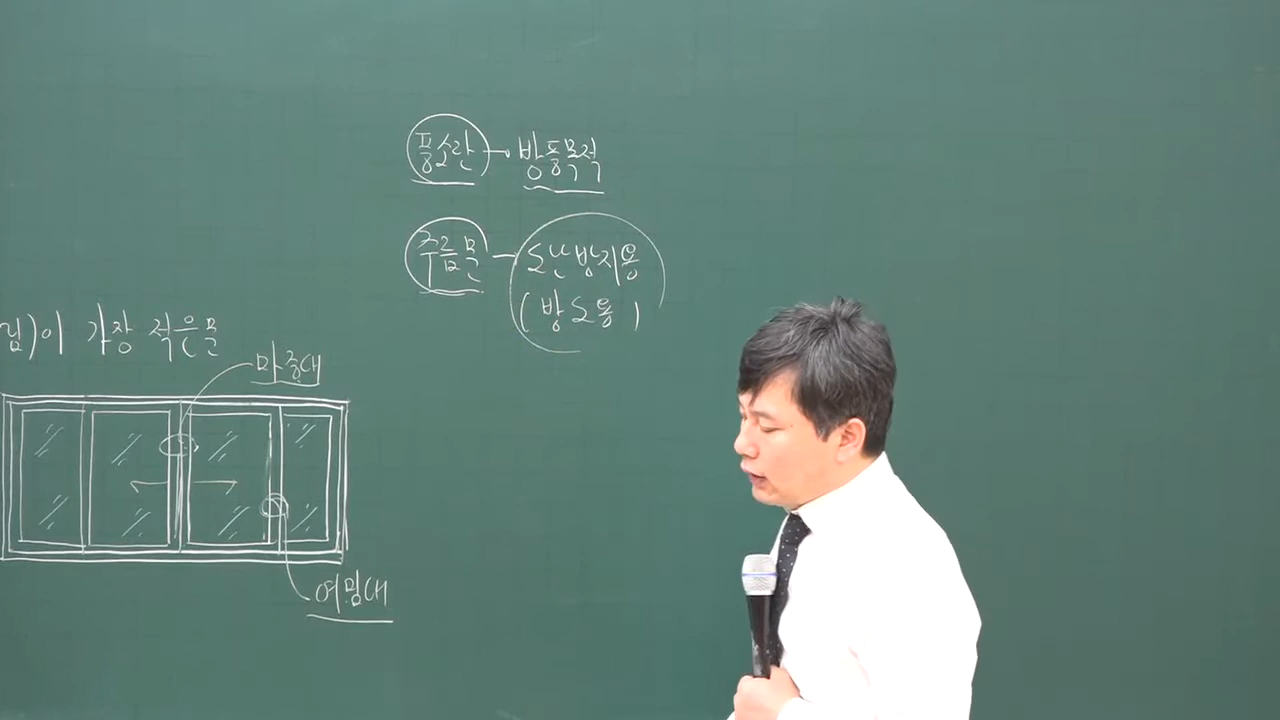 풍소란 → 방풍목적
주름문 - 도난방지용
(방도용)
림)이 가장 적은문
마중대
여밈대